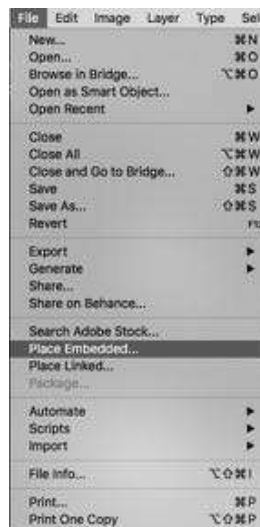 File Edit Image Layer Type Sel
New... ⌘N
Open... ⌘O
Browse in Bridge... ⌥⌘O
Open as Smart Object...
Open Recent ▶
Close ⌘W
Close All ⌥⌘W
Close and Go to Bridge... ⇧⌘W
Save ⌘S
Save As... ⇧⌘S
Revert F1
Export ▶
Generate ▶
Share...
Share on Behance...
Search Adobe Stock...
Place Embedded...
Place Linked...
Package...
Automate ▶
Scripts ▶
Import ▶
File Info... ⌥⇧⌘I
Print... ⌘P
Print One Copy ⌥⇧⌘P